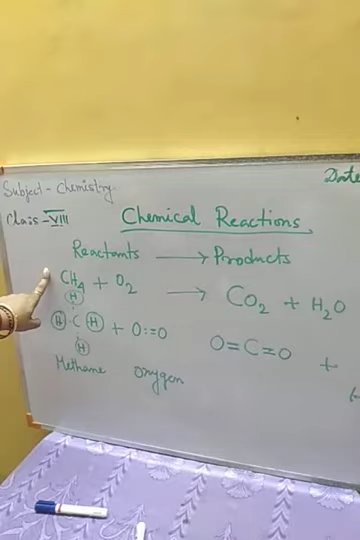 Date
Subject - Chemistry
Class - VIII
Chemical Reactions
Reactants → Products
CH4 + O2 → CO2 + H2O
H
H C H + O::=O O=C=O +
H
Methane oxygen